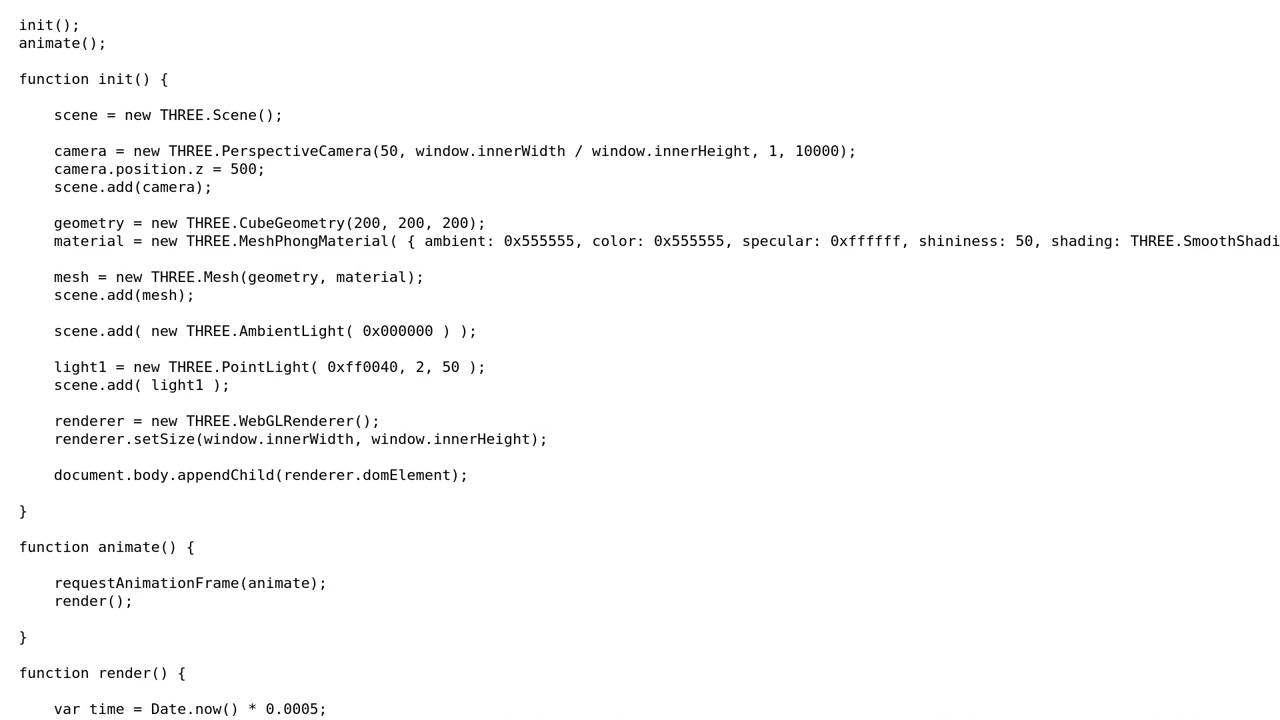 init();
animate();
function init() {
scene = new THREE.Scene();
camera = new THREE.PerspectiveCamera(50, window.innerWidth / window.innerHeight, 1, 10000);
camera.position.z = 500;
scene.add(camera);
geometry = new THREE.CubeGeometry(200, 200, 200);
material = new THREE.MeshPhongMaterial( { ambient: 0x555555, color: 0x555555, specular: 0xffffff, shininess: 50, shading: THREE.SmoothShadi
mesh = new THREE.Mesh(geometry, material);
scene.add(mesh);
scene.add( new THREE.AmbientLight( 0x000000 ) );
light1 = new THREE.PointLight( 0xff0040, 2, 50 );
scene.add( light1 );
renderer = new THREE.WebGLRenderer();
renderer.setSize(window.innerWidth, window.innerHeight);
document.body.appendChild(renderer.domElement);
}
function animate() {
requestAnimationFrame(animate);
render();
}
function render() {
var time = Date.now() * 0.0005;